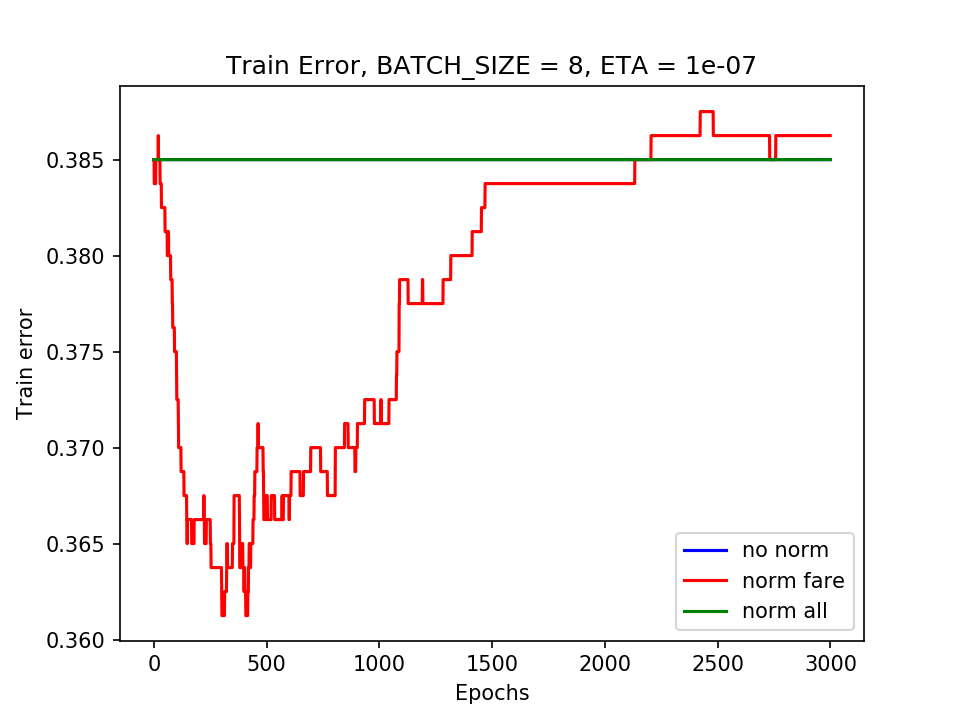 Train Error, BATCH_SIZE = 8, ETA = 1e-07
0.385
0.380
0.375
0.370
0.365
0.360
Train error
no norm
norm fare
norm all
0 500 1000 1500 2000 2500 3000
Epochs